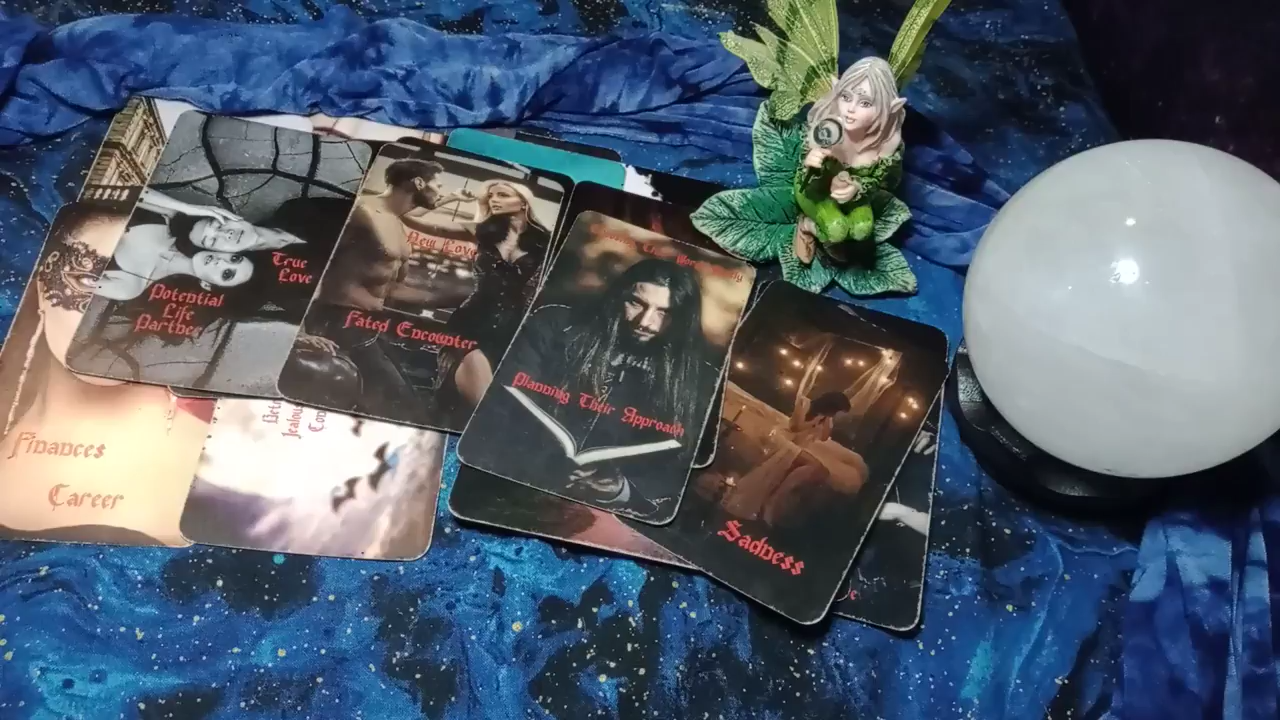 True
Love
Potential
Life
Partner
New Love
Fated Encounter
Planning Their Approach
Sadness
Finances
Career